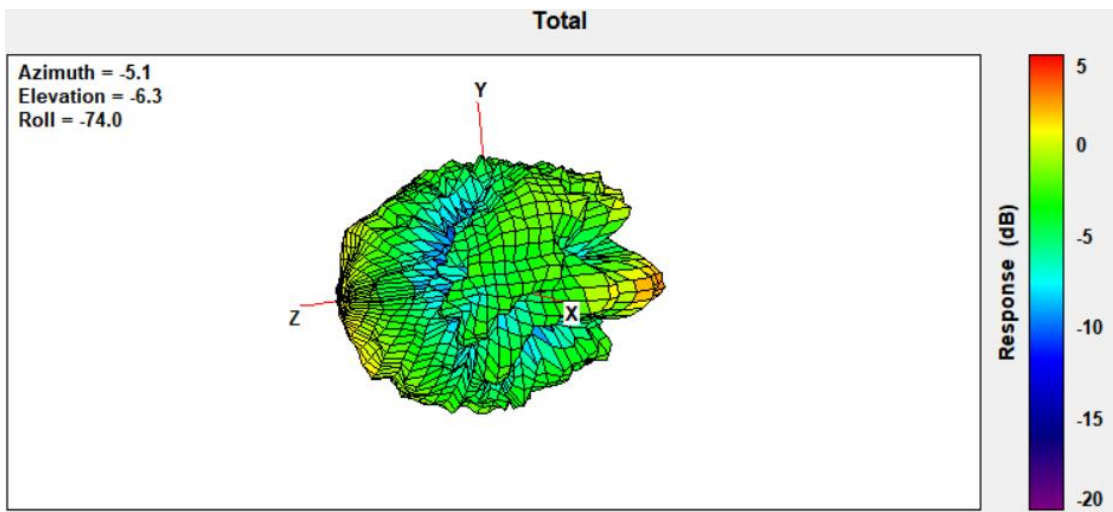 Total
Azimuth = -5.1
Elevation = -6.3
Roll = -74.0
Y
Z
X
5
0
-5
-10
-15
-20
Response (dB)